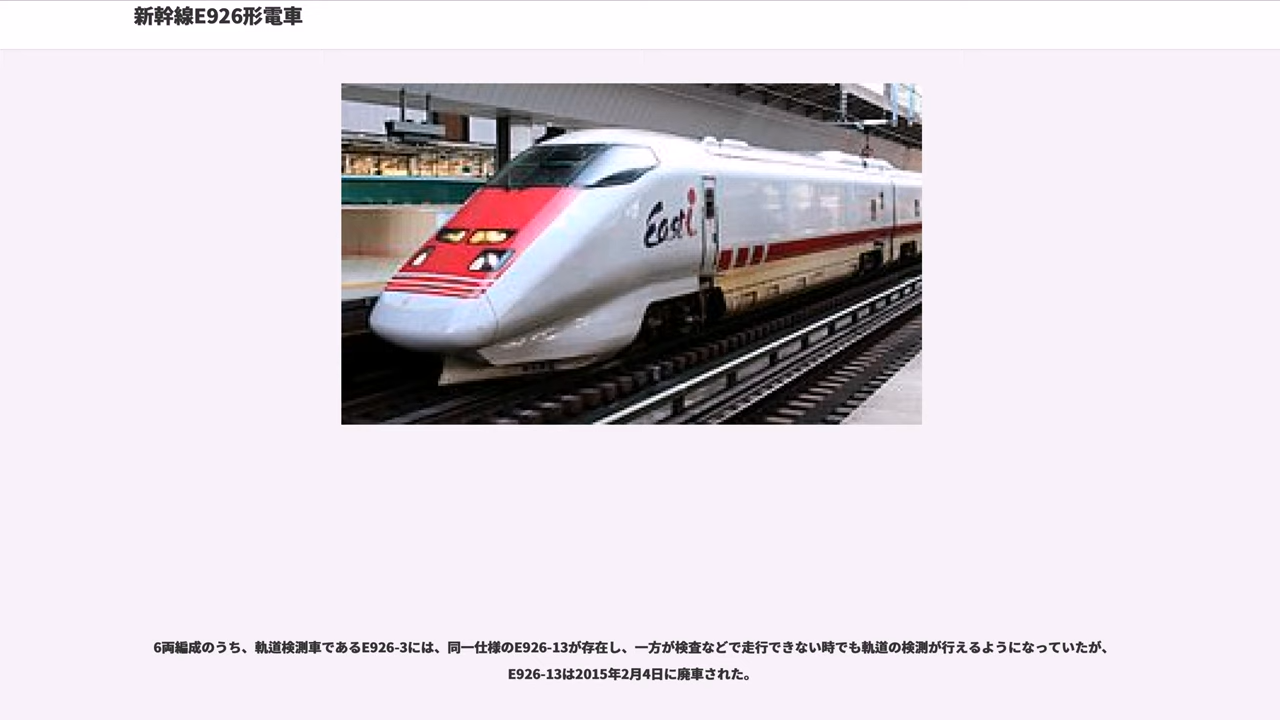 新幹線E926形電車
East i
6両編成のうち、軌道検測車であるE926-3には、同一仕様のE926-13が存在し、一方が検査などで走行できない時でも軌道の検測が行えるようになっていたが、
E926-13は2015年2月4日に廃車された。